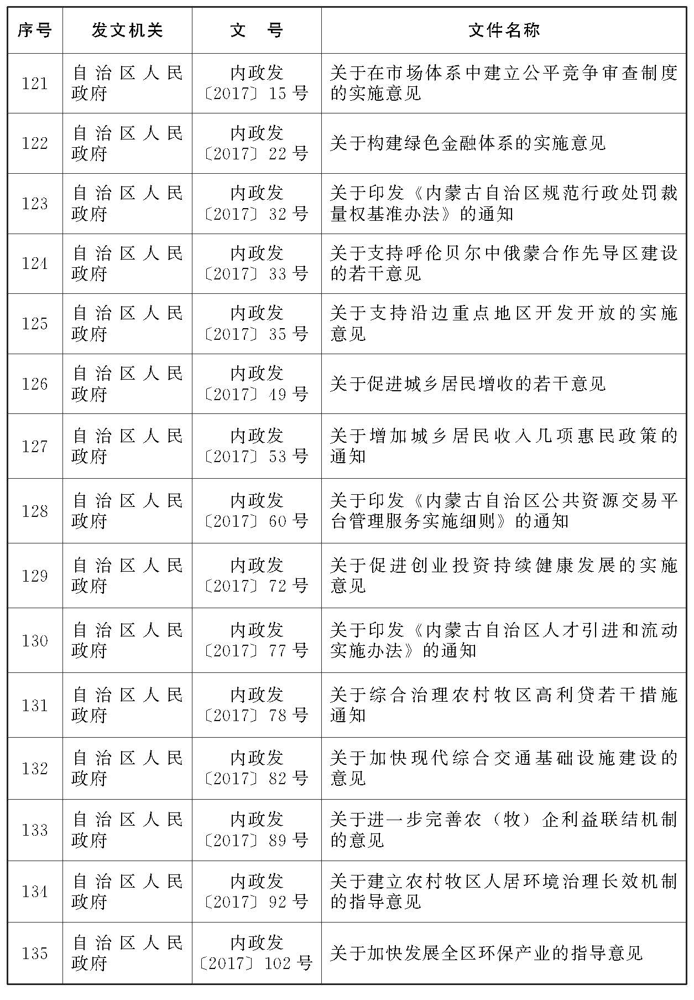 序号 发文机关 文 号 文件名称
121 自治区人民 内政发 关于在市场体系中建立公平竞争审查制度
政府 〔2017〕15号 的实施意见
122 自治区人民 内政发 关于构建绿色金融体系的实施意见
政府 〔2017〕22号
123 自治区人民 内政发 关于印发《内蒙古自治区规范行政处罚裁
政府 〔2017〕32号 量权基准办法》的通知
124 自治区人民 内政发 关于支持呼伦贝尔中俄蒙合作先导区建设
政府 〔2017〕33号 的若干意见
125 自治区人民 内政发 关于支持沿边重点地区开发开放的实施
政府 〔2017〕35号 意见
126 自治区人民 内政发 关于促进城乡居民增收的若干意见
政府 〔2017〕49号
127 自治区人民 内政发 关于增加城乡居民收入几项惠民政策的
政府 〔2017〕53号 通知
128 自治区人民 内政发 关于印发《内蒙古自治区公共资源交易平
政府 〔2017〕60号 台管理服务实施细则》的通知
129 自治区人民 内政发 关于促进创业投资持续健康发展的实施
政府 〔2017〕72号 意见
130 自治区人民 内政发 关于印发《内蒙古自治区人才引进和流动
政府 〔2017〕77号 实施办法》的通知
131 自治区人民 内政发 关于综合治理农村牧区高利贷若干措施
政府 〔2017〕78号 通知
132 自治区人民 内政发 关于加快现代综合交通基础设施建设的
政府 〔2017〕82号 意见
133 自治区人民 内政发 关于进一步完善农（牧）企利益联结机制
政府 〔2017〕89号 的意见
134 自治区人民 内政发 关于建立农村牧区人居环境治理长效机制
政府 〔2017〕92号 的指导意见
135 自治区人民 内政发 关于加快发展全区环保产业的指导意见
政府 〔2017〕102号